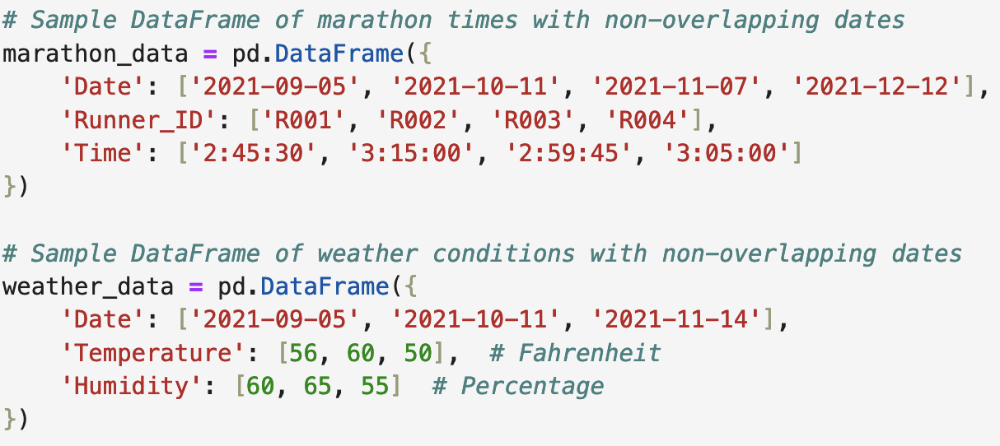 # Sample DataFrame of marathon times with non-overlapping dates
marathon_data = pd.DataFrame({
    'Date': ['2021-09-05', '2021-10-11', '2021-11-07', '2021-12-12'],
    'Runner_ID': ['R001', 'R002', 'R003', 'R004'],
    'Time': ['2:45:30', '3:15:00', '2:59:45', '3:05:00']
})

# Sample DataFrame of weather conditions with non-overlapping dates
weather_data = pd.DataFrame({
    'Date': ['2021-09-05', '2021-10-11', '2021-11-14'],
    'Temperature': [56, 60, 50],  # Fahrenheit
    'Humidity': [60, 65, 55]  # Percentage
})